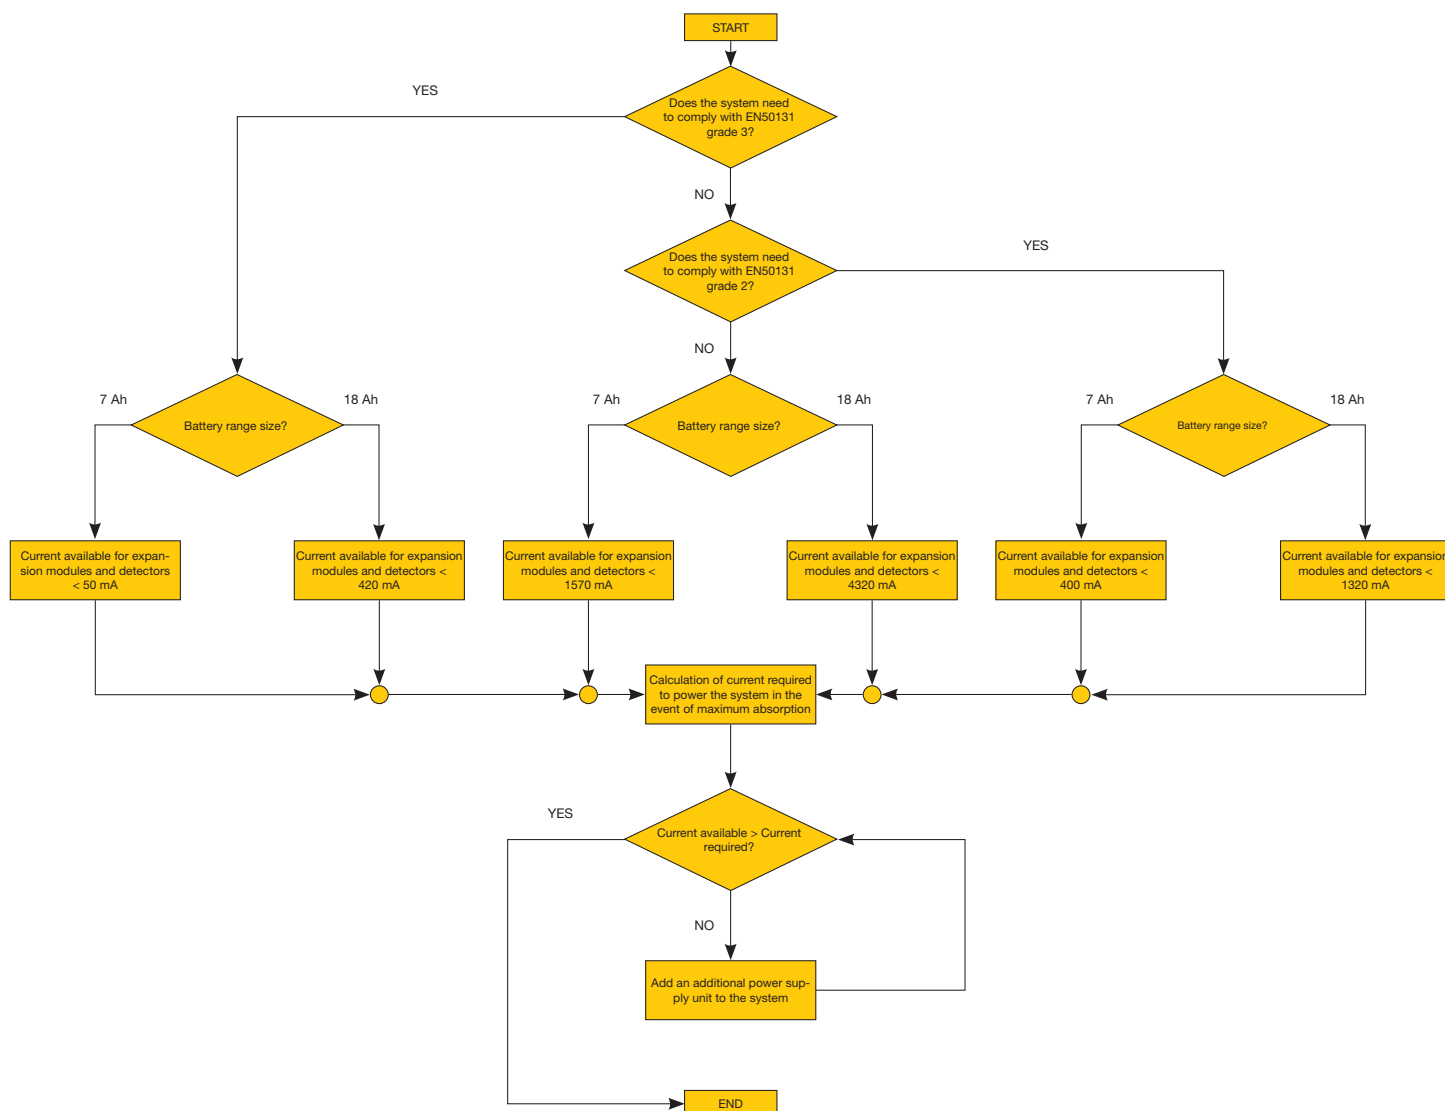 START
YES
Does the system need
to comply with EN50131
grade 3?
NO
Does the system need
to comply with EN50131
grade 2?
YES
NO
7 Ah
18 Ah
Battery range size?
7 Ah
18 Ah
Battery range size?
7 Ah
18 Ah
Battery range size?
Current available for expan-
sion modules and detectors
< 50 mA
Current available for expansion
modules and detectors <
420 mA
Current available for expansion
modules and detectors <
1570 mA
Current available for expansion
modules and detectors <
4320 mA
Current available for expansion
modules and detectors <
400 mA
Current available for expansion
modules and detectors <
1320 mA
Calculation of current required
to power the system in the
event of maximum absorption
YES
Current available > Current
required?
NO
Add an additional power sup-
ply unit to the system
END